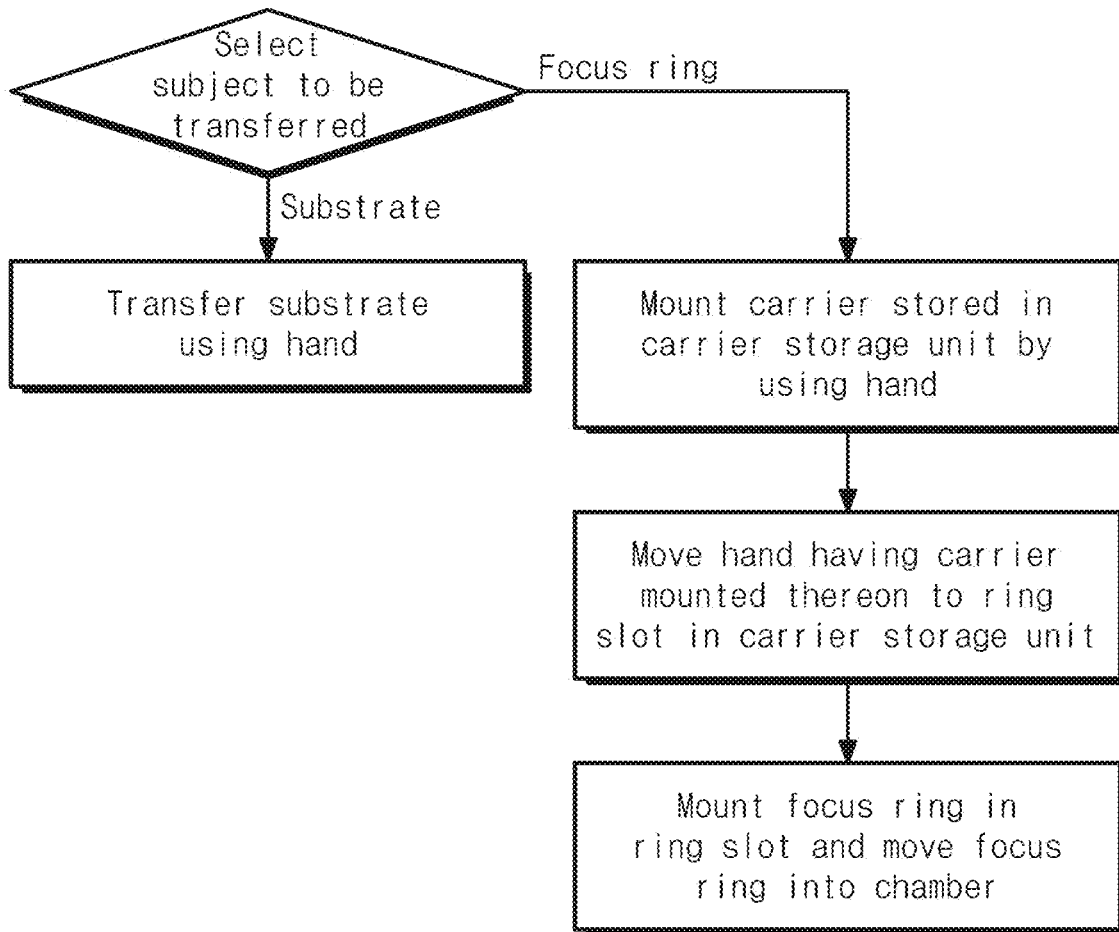 Select
subject to be
transferred
Focus ring
Substrate
Transfer substrate
using hand
Mount carrier stored in
carrier storage unit by
using hand
Move hand having carrier
mounted thereon to ring
slot in carrier storage unit
Mount focus ring in
ring slot and move focus
ring into chamber